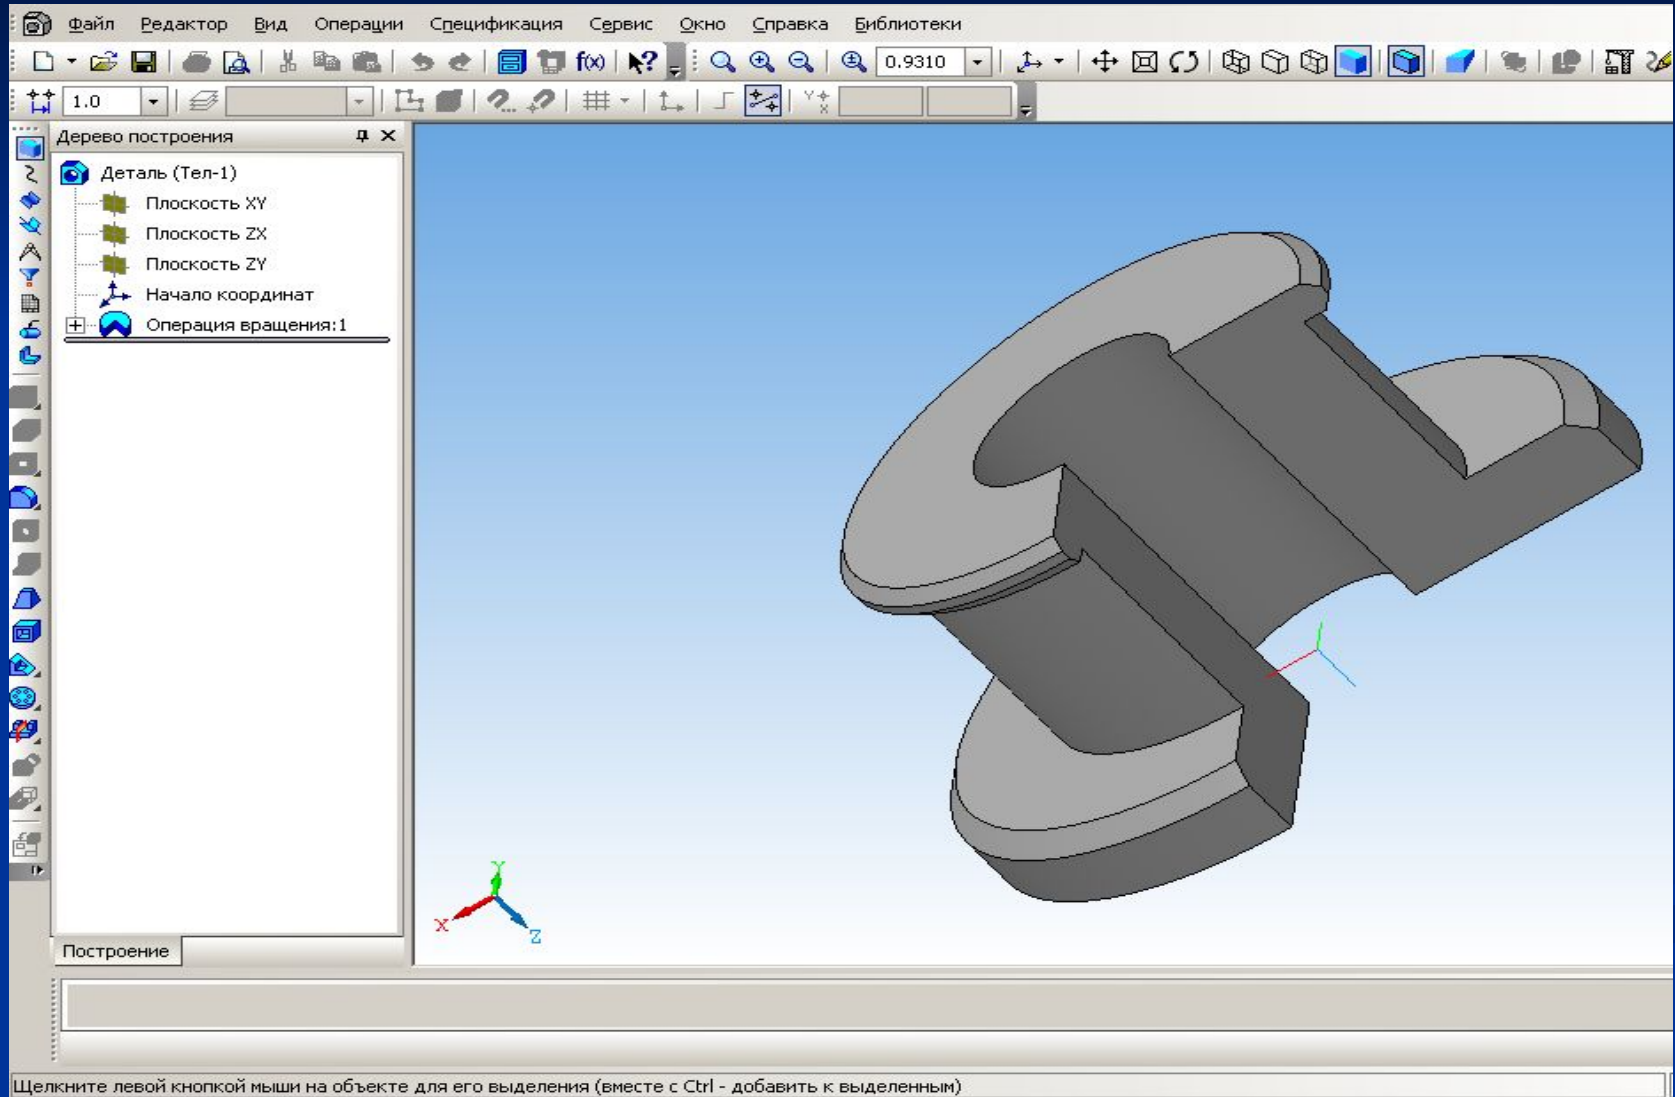 Файл Редактор Вид Операции Спецификация Сервис Окно Справка Библиотеки
f(x) ? 0.9310
1.0 ?.. Y X
Дерево построения
Деталь (Тел-1)
Плоскость XY
Плоскость ZX
Плоскость ZY
Начало координат
Операция вращения:1
Y
X
Z
Построение
Щелкните левой кнопкой мыши на объекте для его выделения (вместе с Ctrl - добавить к выделенным)